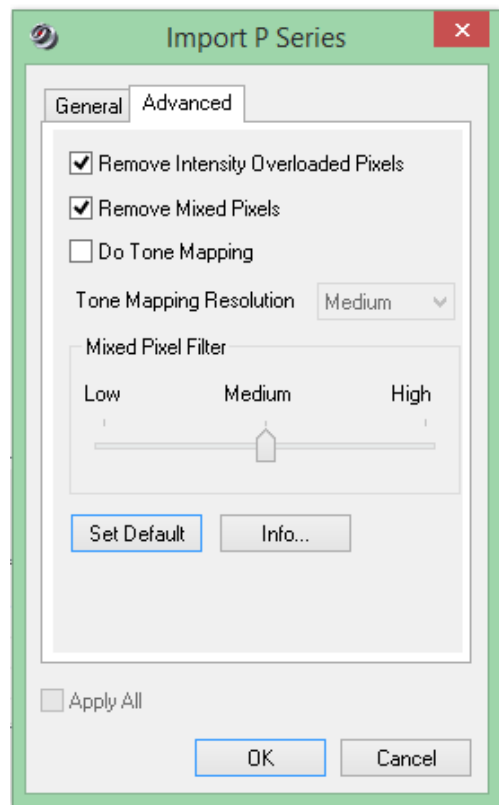 Import P Series
General Advanced
Remove Intensity Overloaded Pixels
Remove Mixed Pixels
Do Tone Mapping
Tone Mapping Resolution Medium
Mixed Pixel Filter
Low Medium High
Set Default Info...
Apply All
OK Cancel